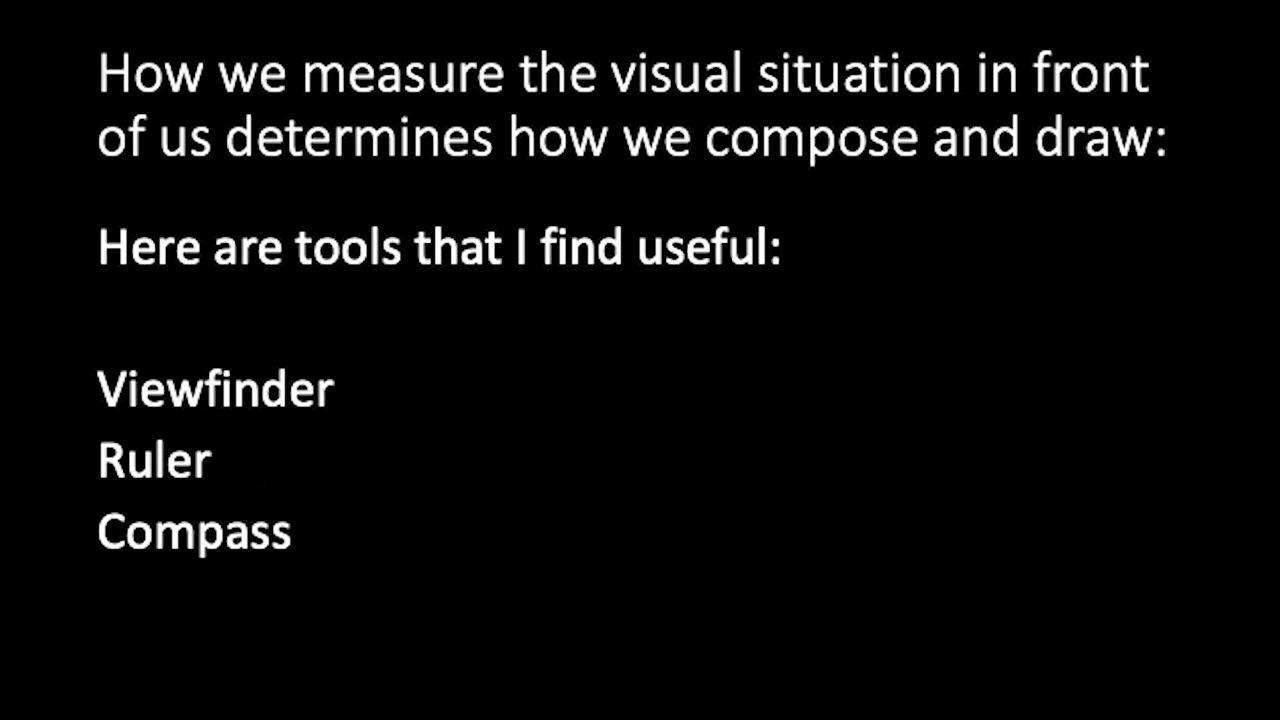 How we measure the visual situation in front
of us determines how we compose and draw:
Here are tools that I find useful:
Viewfinder
Ruler
Compass